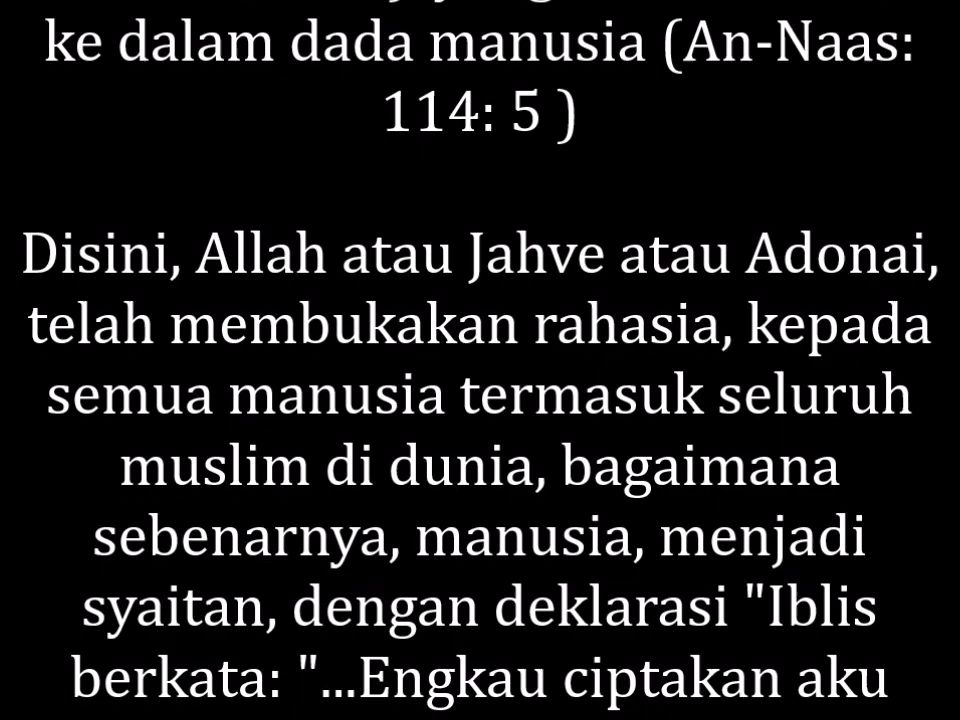 ke dalam dada manusia (An-Naas:
114: 5 )
Disini, Allah atau Jahve atau Adonai,
telah membukakan rahasia, kepada
semua manusia termasuk seluruh
muslim di dunia, bagaimana
sebenarnya, manusia, menjadi
syaitan, dengan deklarasi "Iblis
berkata: "...Engkau ciptakan aku